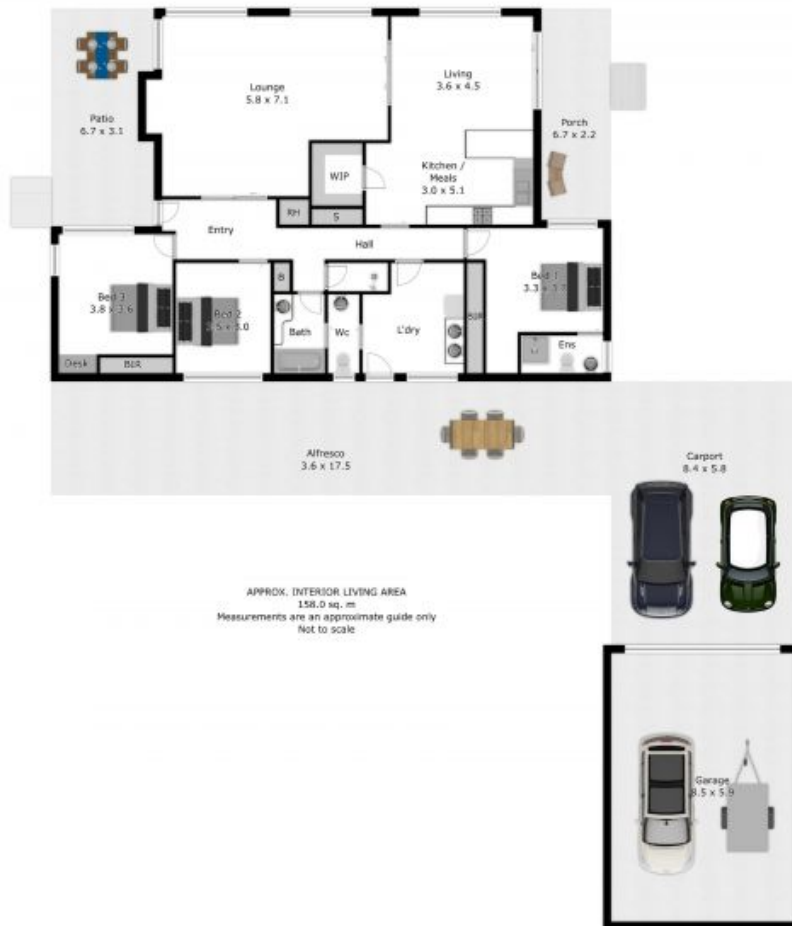 Lounge
5.8 x 7.1
Living
3.6 x 4.5
Patio
6.7 x 3.1
Porch
6.7 x 2.2
WIP
Kitchen /
Meals
3.0 x 5.1
RH
S
Entry
Hall
B
Bed 3
3.8 x 3.6
Bed 2
3.0
Bath
Wc
L'dry
BIR
Bed 1
3.3 x
Ens
Desk
BIR
Alfresco
3.6 x 17.5
Carport
8.4 x 5.8
APPROX. INTERIOR LIVING AREA
158.0 sq. m
Measurements are an approximate guide only
Not to scale
Garage
8.5 x 5.9